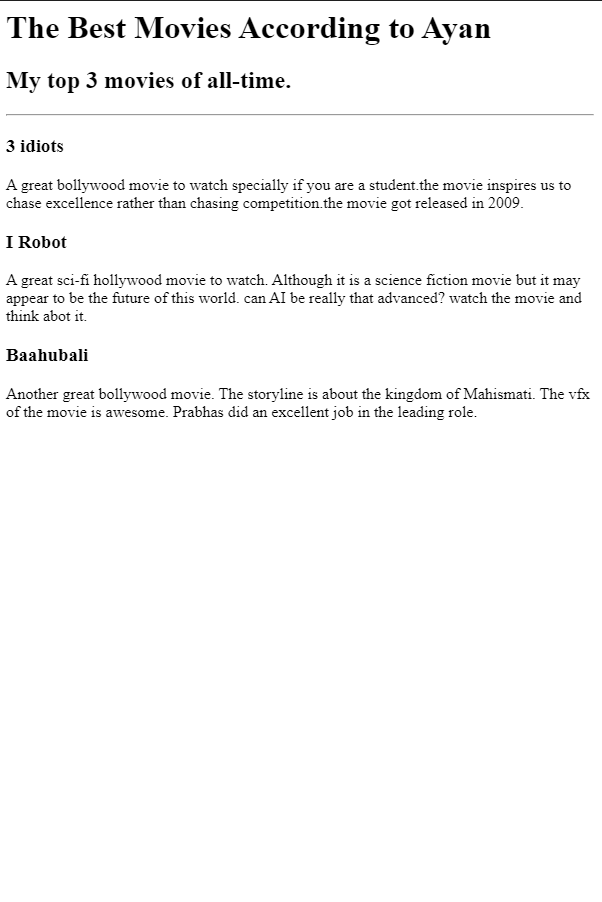 The Best Movies According to Ayan
My top 3 movies of all-time.
3 idiots
A great bollywood movie to watch specially if you are a student.the movie inspires us to
chase excellence rather than chasing competition.the movie got released in 2009.
I Robot
A great sci-fi hollywood movie to watch. Although it is a science fiction movie but it may
appear to be the future of this world. can AI be really that advanced? watch the movie and
think abot it.
Baahubali
Another great bollywood movie. The storyline is about the kingdom of Mahismati. The vfx
of the movie is awesome. Prabhas did an excellent job in the leading role.